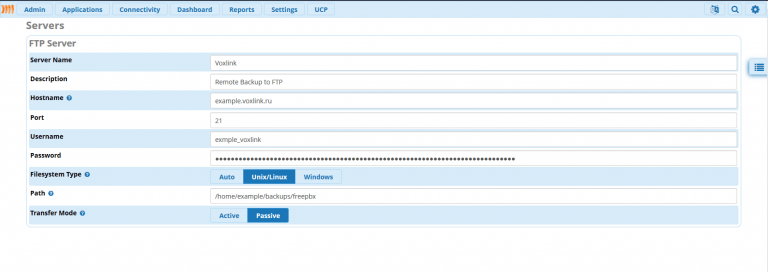 Admin Applications Connectivity Dashboard Reports Settings UCP
Servers
FTP Server
Server Name Voxlink
Description Remote Backup to FTP
Hostname example.voxlink.ru
Port 21
Username exmple_voxlink
Password
Filesystem Type Auto Unix/Linux Windows
Path /home/example/backups/freepbx
Transfer Mode Active Passive